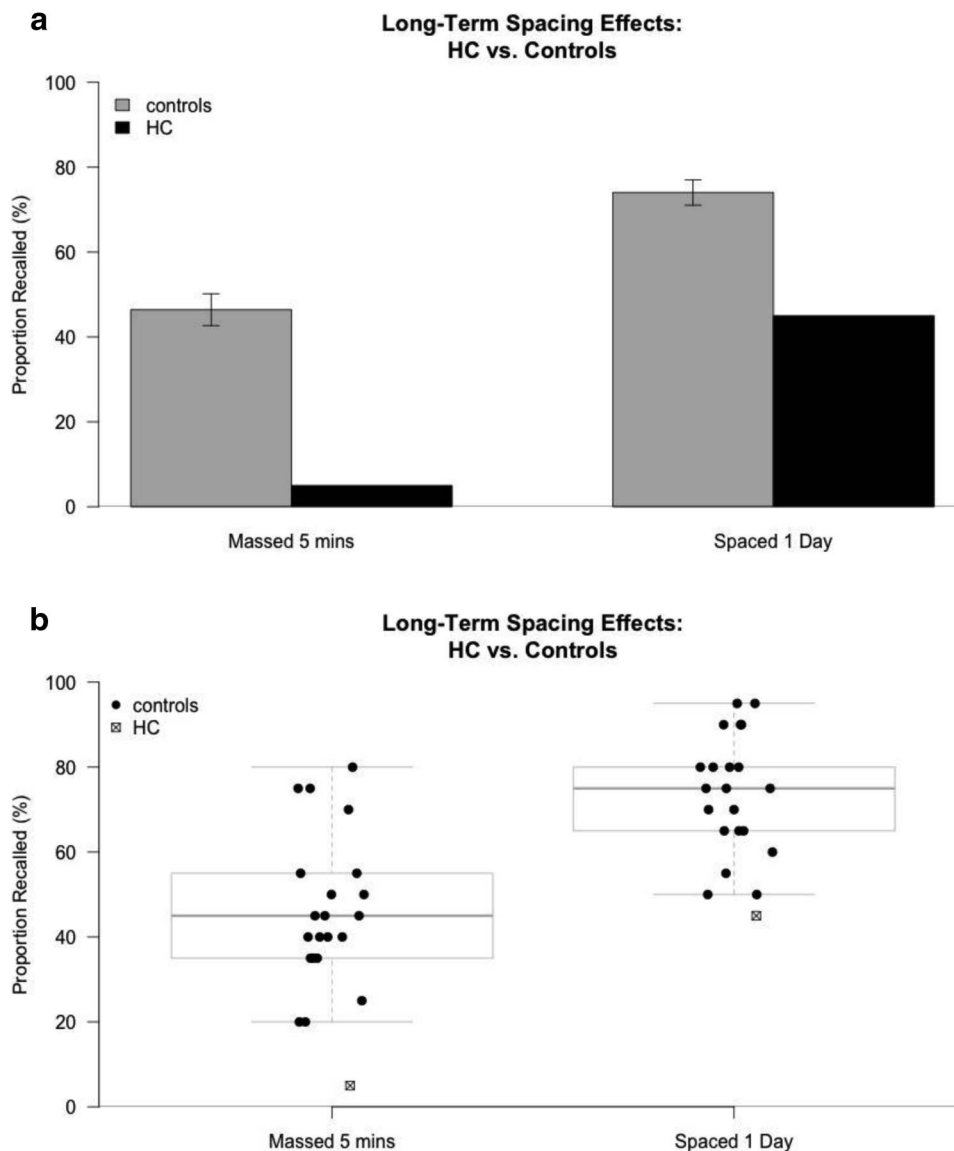 a
Long-Term Spacing Effects:
HC vs. Controls
100
80
60
40
20
0
Proportion Recalled (%)
controls
HC
Massed 5 mins
Spaced 1 Day
b
Long-Term Spacing Effects:
HC vs. Controls
100
80
60
40
20
0
Proportion Recalled (%)
controls
HC
Massed 5 mins
Spaced 1 Day